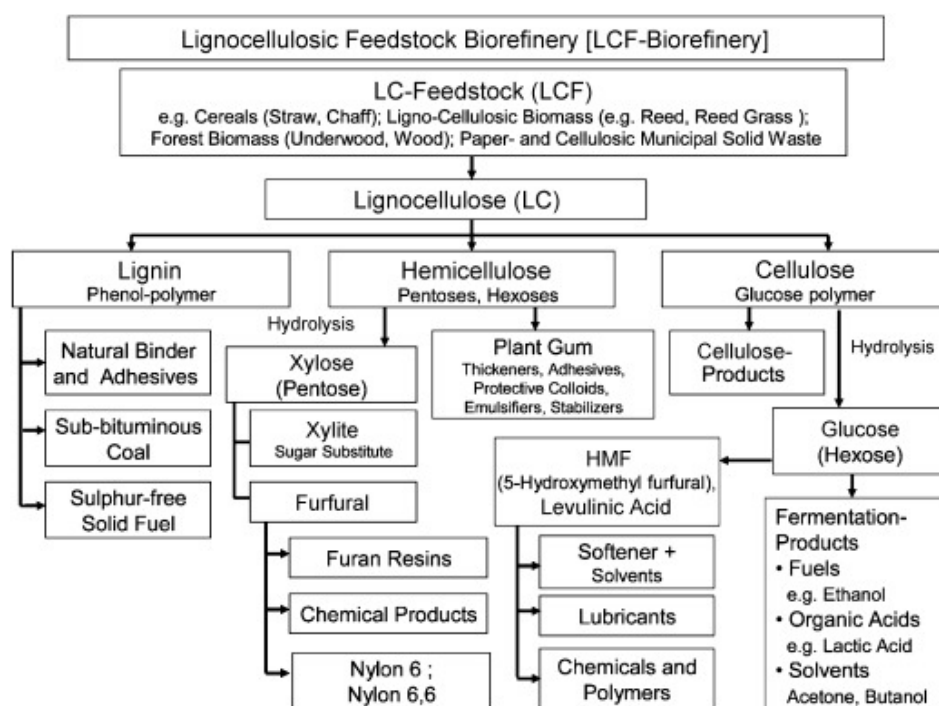 Lignocellulosic Feedstock Biorefinery [LCF-Biorefinery]
LC-Feedstock (LCF)
e.g. Cereals (Straw, Chaff); Ligno-Cellulosic Biomass (e.g. Reed, Reed Grass );
Forest Biomass (Underwood, Wood); Paper- and Cellulosic Municipal Solid Waste
Lignocellulose (LC)
Lignin
Phenol-polymer
Hemicellulose
Pentoses, Hexoses
Cellulose
Glucose polymer
Natural Binder
and Adhesives
Sub-bituminous
Coal
Sulphur-free
Solid Fuel
Hydrolysis
Xylose
(Pentose)
Xylite
Sugar Substitute
Furfural
Furan Resins
Chemical Products
Nylon 6 ;
Nylon 6,6
Plant Gum
Thickeners, Adhesives,
Protective Colloids,
Emulsifiers, Stabilizers
Cellulose-
Products
Hydrolysis
Glucose
(Hexose)
HMF
(5-Hydroxymethyl furfural),
Levulinic Acid
Softener +
Solvents
Lubricants
Chemicals and
Polymers
Fermentation-
Products
• Fuels
e.g. Ethanol
• Organic Acids
e.g. Lactic Acid
• Solvents
Acetone, Butanol